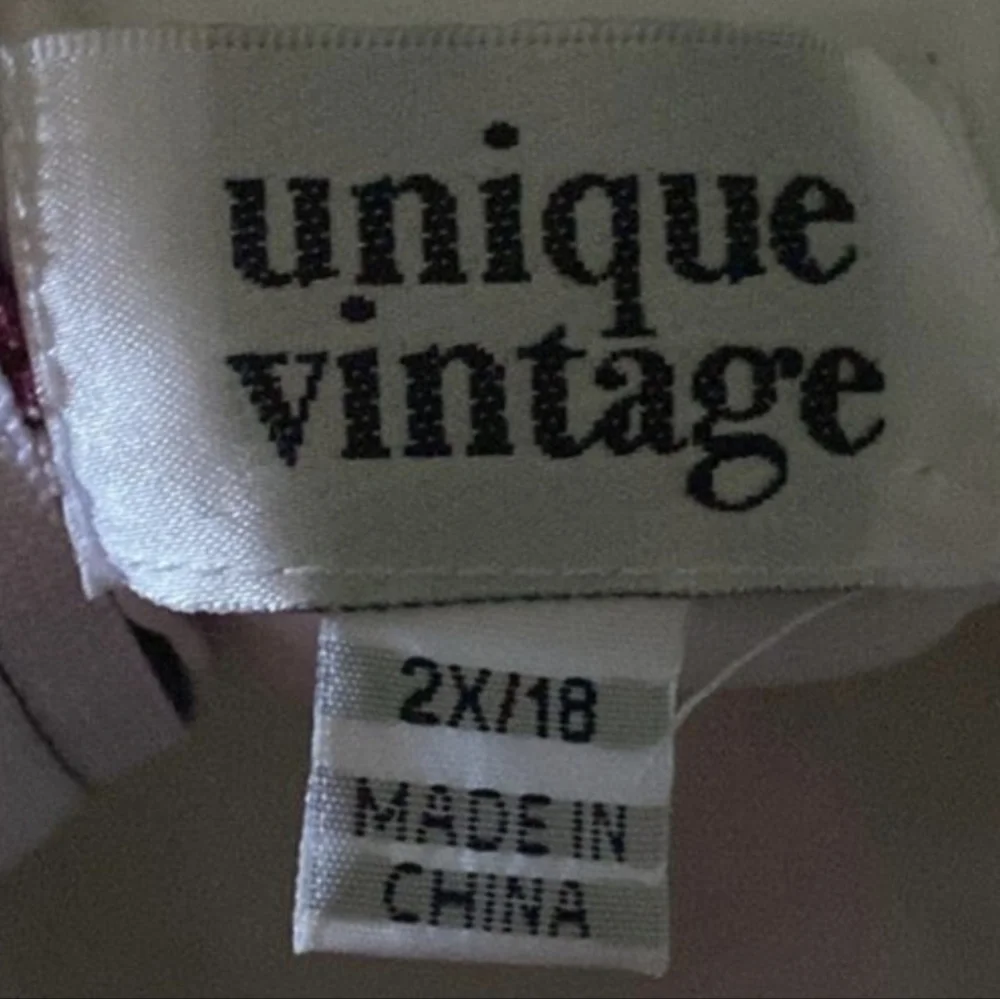 unique
vintage
2X/18
MADE IN
CHINA